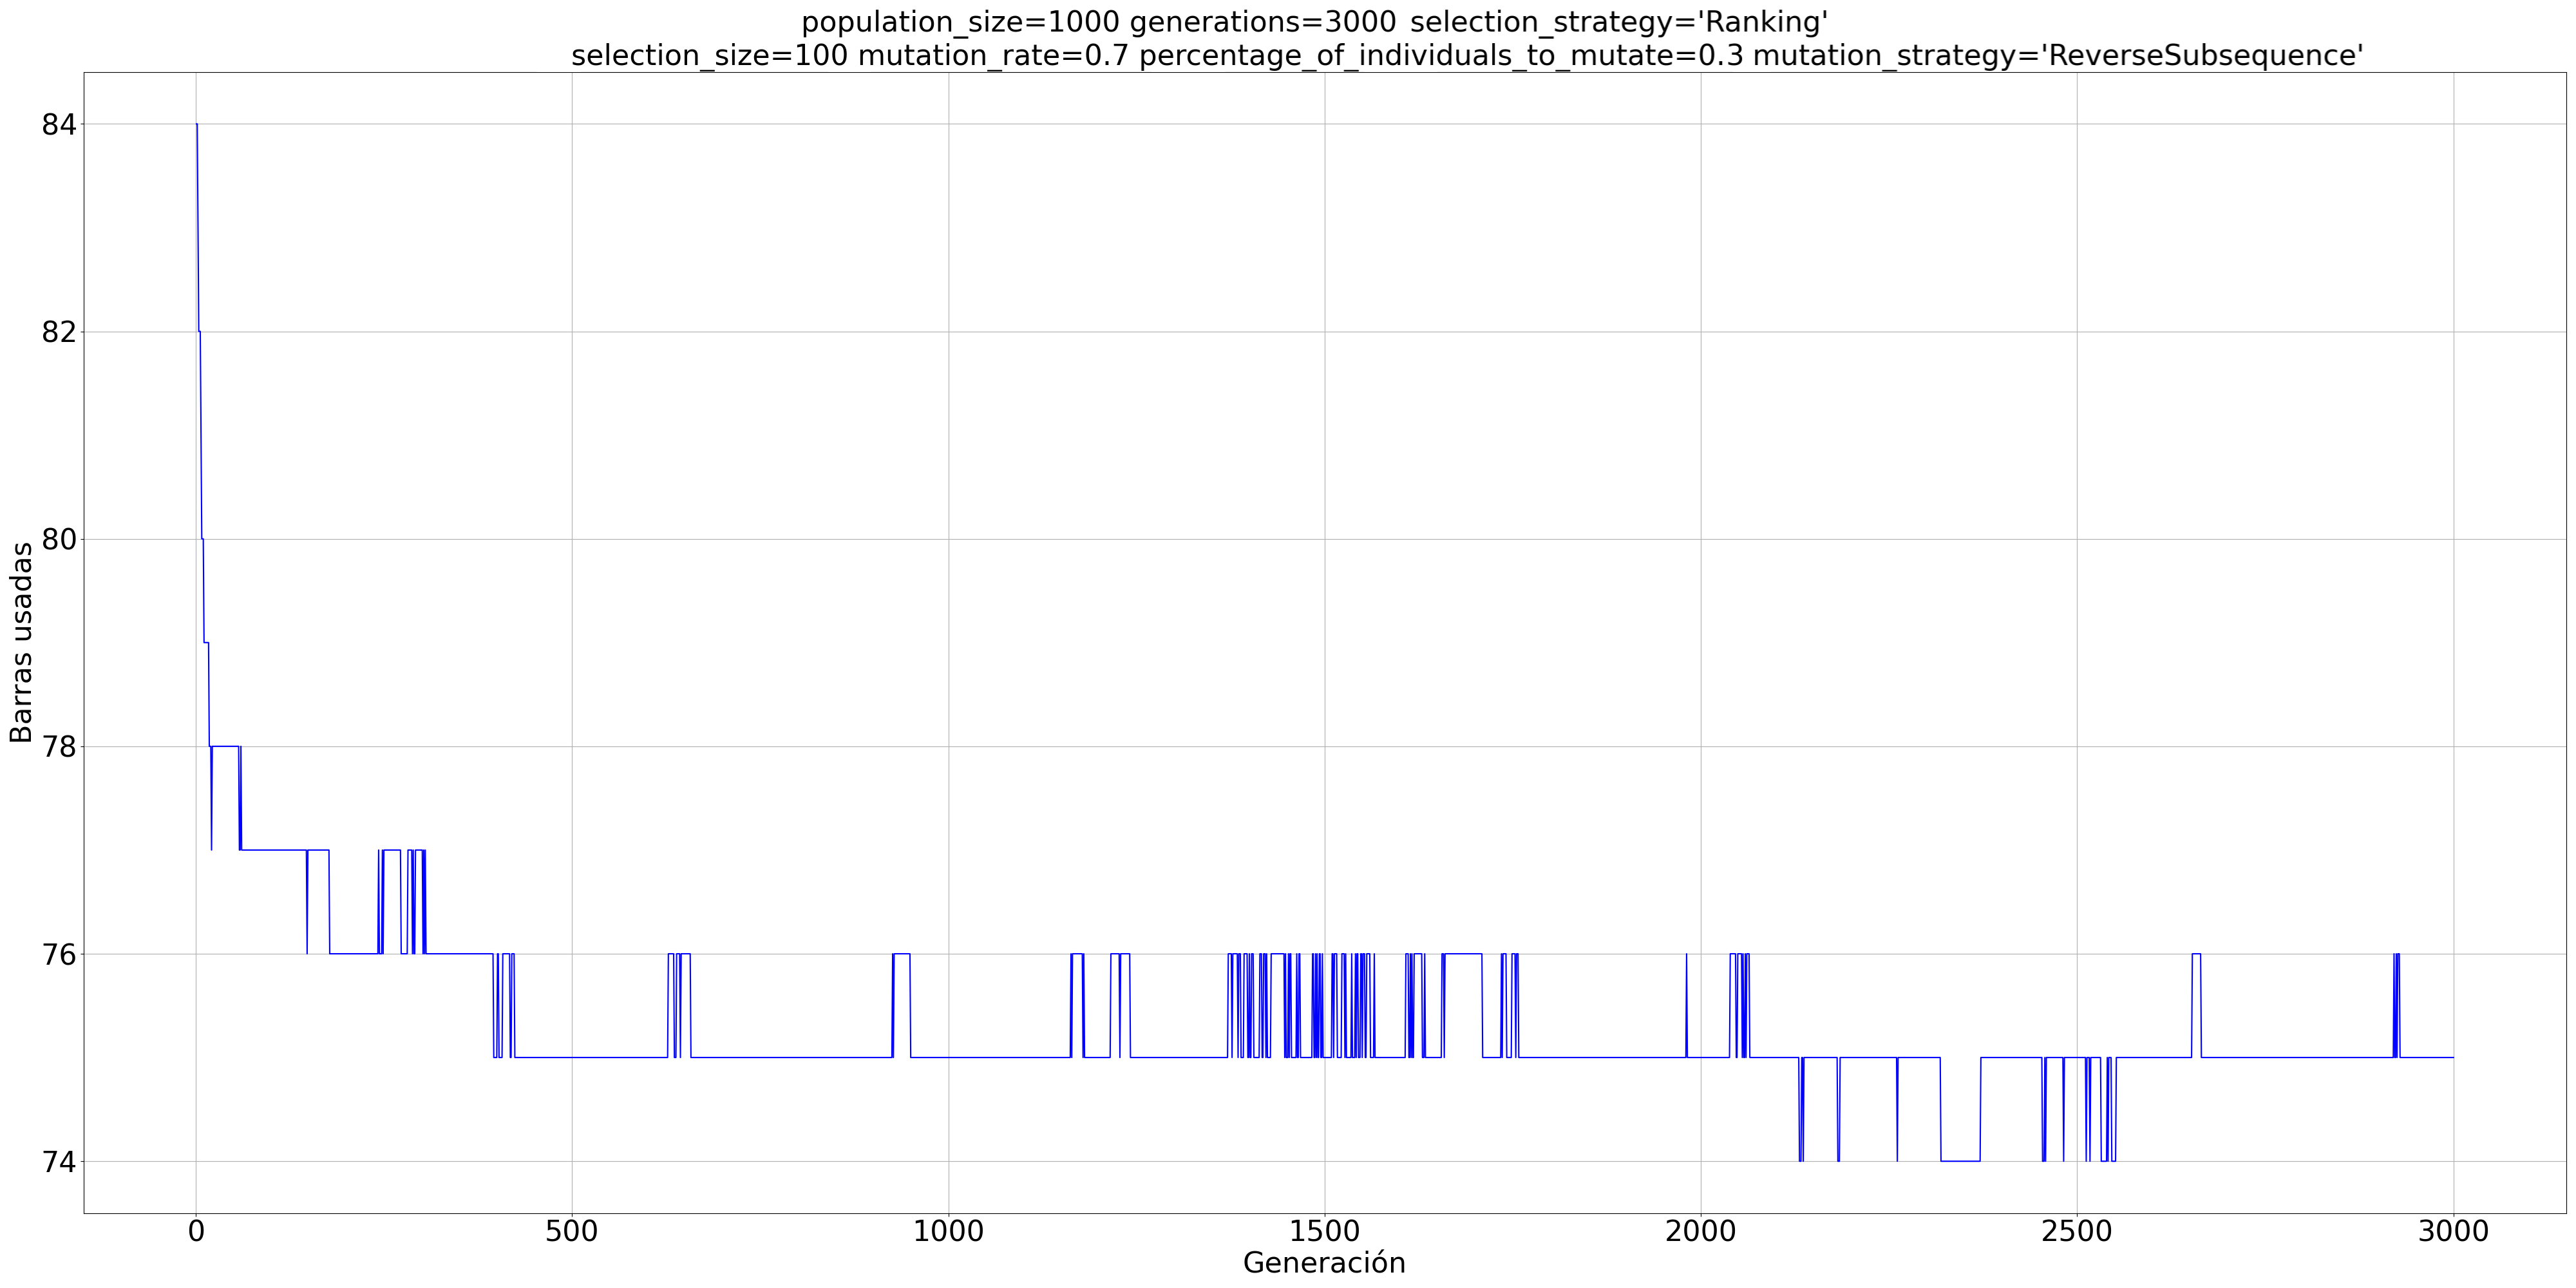 population_size=1000 generations=3000 selection_strategy='Ranking'
selection_size=100 mutation_rate=0.7 percentage_of_individuals_to_mutate=0.3 mutation_strategy='ReverseSubsequence'
84
82
80
78
76
74
Barras usadas
0 500 1000 1500 2000 2500 3000
Generación